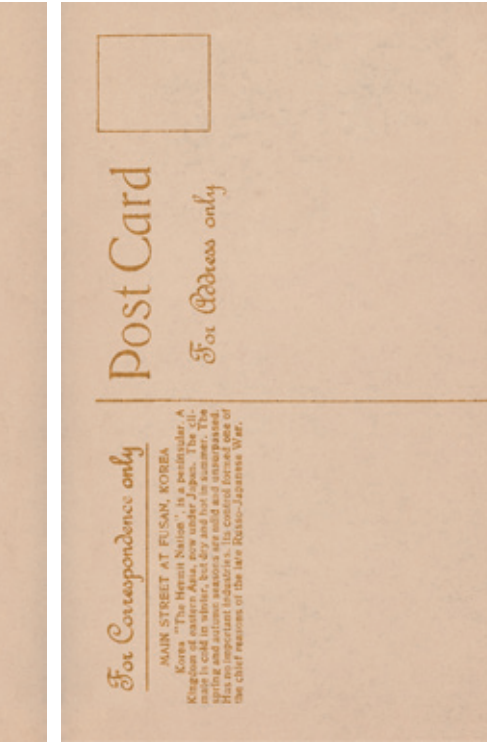 Post Card
For Address only
For Correspondence only
MAIN STREET AT FUSAN, KOREA
Korea "The Hermit Nation", is a peninsular. A
Kingdom of eastern Asia, now under Japan. The cli-
mate is cold in winter, but dry and hot in summer. The
spring and autumn seasons are mild and unsurpassed.
Has no important industries. Its control formed one of
the chief reasons of the late Russo-Japanese War.